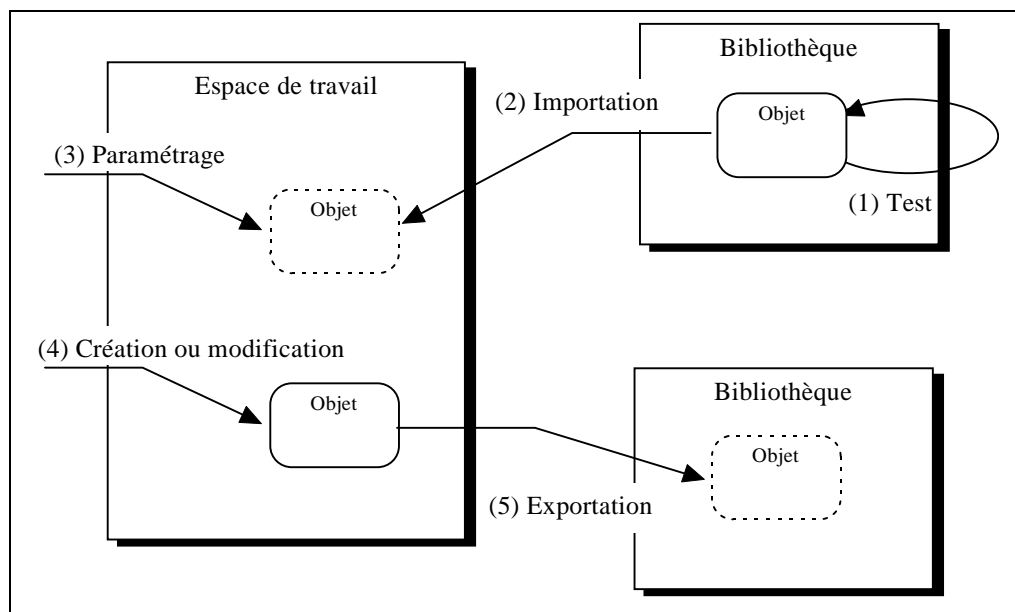 Bibliothèque
Espace de travail
(2) Importation
Objet
(3) Paramétrage
Objet
(1) Test
(4) Création ou modification
Objet
Bibliothèque
Objet
(5) Exportation